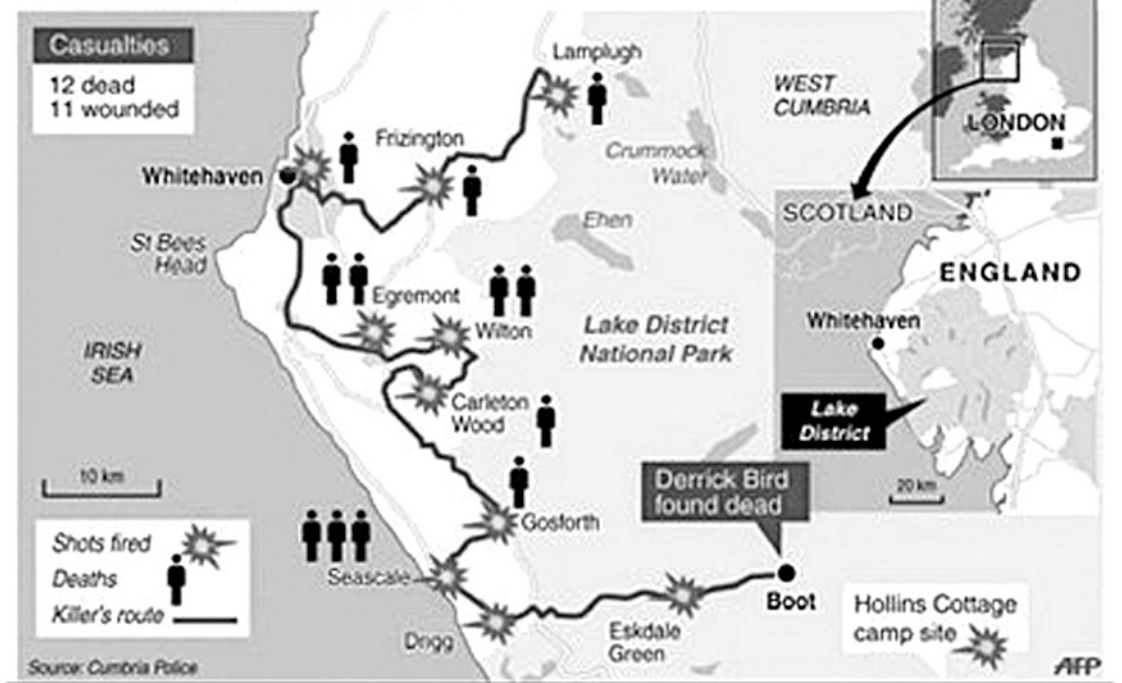 Casualties
12 dead
11 wounded
Lamplugh
WEST
CUMBRIA
LONDON
Frizington
Crummock
Water
Whitehaven
SCOTLAND
Ehen
St Bees
Head
ENGLAND
Egremont
Wilton
Lake District
National Park
Whitehaven
IRISH
SEA
Carleton
Wood
Lake
District
10 km
Derrick Bird
found dead
20 km
Gosforth
Shots fired
Deaths
Killer's route
Seascale
Boot
Hollins Cottage
camp site
Drigg
Eskdale
Green
Source: Cumbria Police
AFP